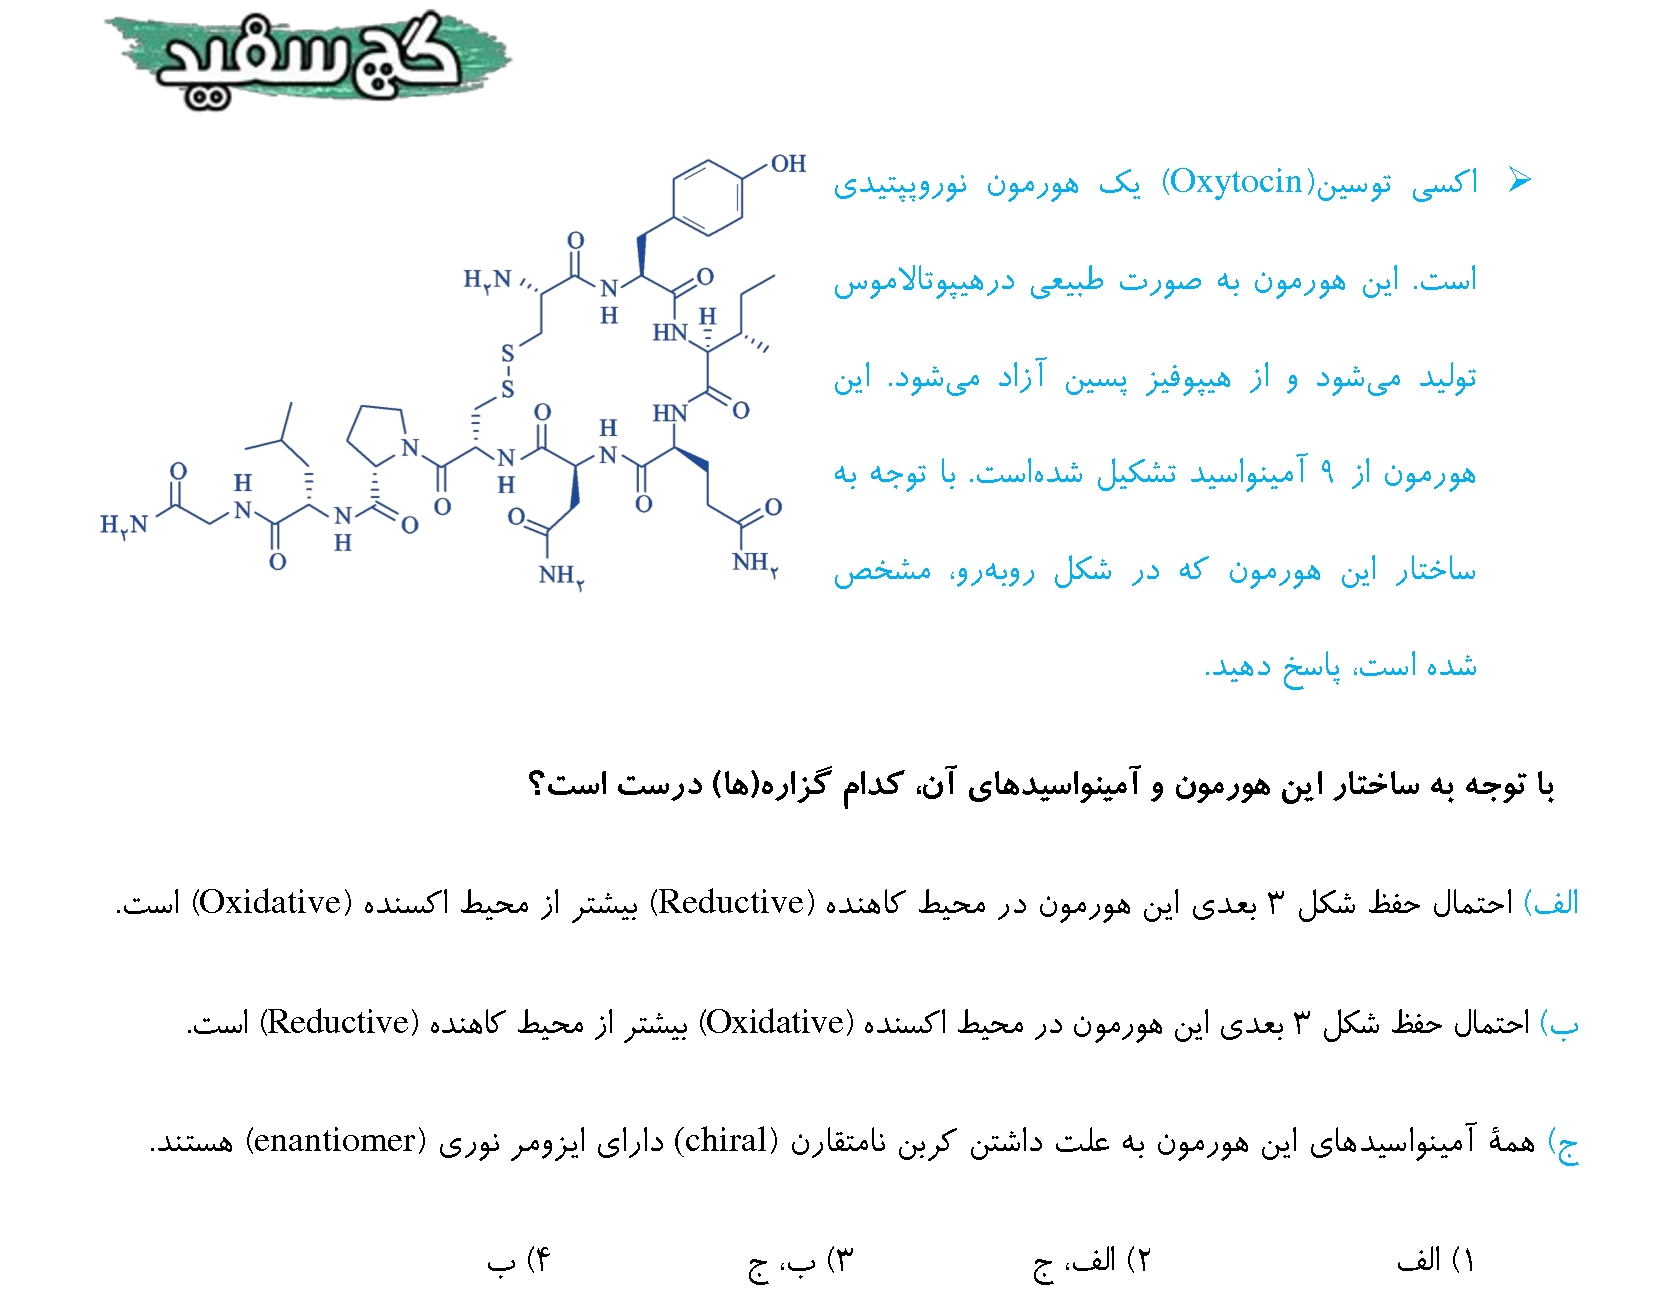 گچ سفید
اکسی توسین(Oxytocin) یک هورمون نوروپپتیدی
است. این هورمون به صورت طبیعی درهیپوتالاموس
تولید می‌شود و از هیپوفیز پسین آزاد می‌شود. این
هورمون از ۹ آمینواسید تشکیل شده‌است. با توجه به
ساختار این هورمون که در شکل روبه‌رو، مشخص
شده است، پاسخ دهید.
OH
O
H۲N
N
H
O
H
HN
S
S
O
HN
O
H
N
O
N
H
N
O
O
H
N
O
O
NH۲
O
NH۲
H۲N
O
N
H
O
با توجه به ساختار این هورمون و آمینواسیدهای آن، کدام گزاره(ها) درست است؟
الف) احتمال حفظ شکل ۳ بعدی این هورمون در محیط کاهنده (Reductive) بیشتر از محیط اکسنده (Oxidative) است.
ب) احتمال حفظ شکل ۳ بعدی این هورمون در محیط اکسنده (Oxidative) بیشتر از محیط کاهنده (Reductive) است.
ج) همهٔ آمینواسیدهای این هورمون به علت داشتن کربن نامتقارن (chiral) دارای ایزومر نوری (enantiomer) هستند.
۱) الف ۲) الف، ج ۳) ب، ج ۴) ب